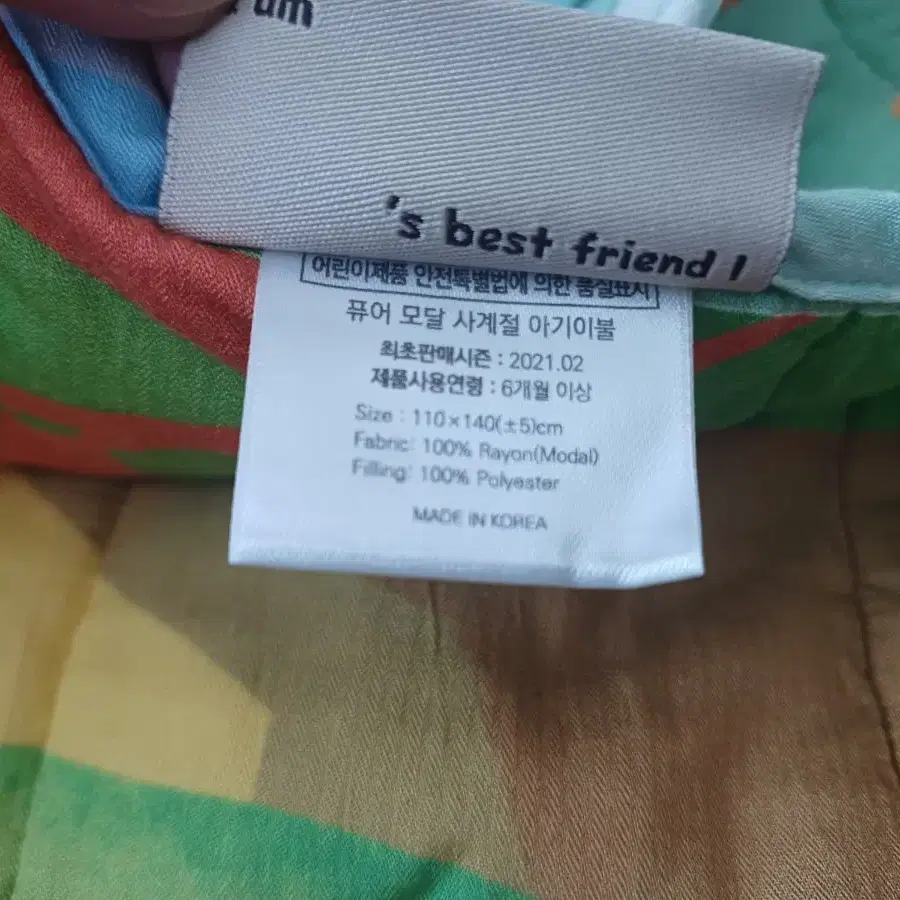 um
's best friend !
어린이제품 안전특별법에 의한 품질표시
퓨어 모달 사계절 아기이불
최초판매시즌 : 2021.02
제품사용연령 : 6개월 이상
Size : 110×140(±5)cm
Fabric: 100% Rayon(Modal)
Filling: 100% Polyester
MADE IN KOREA